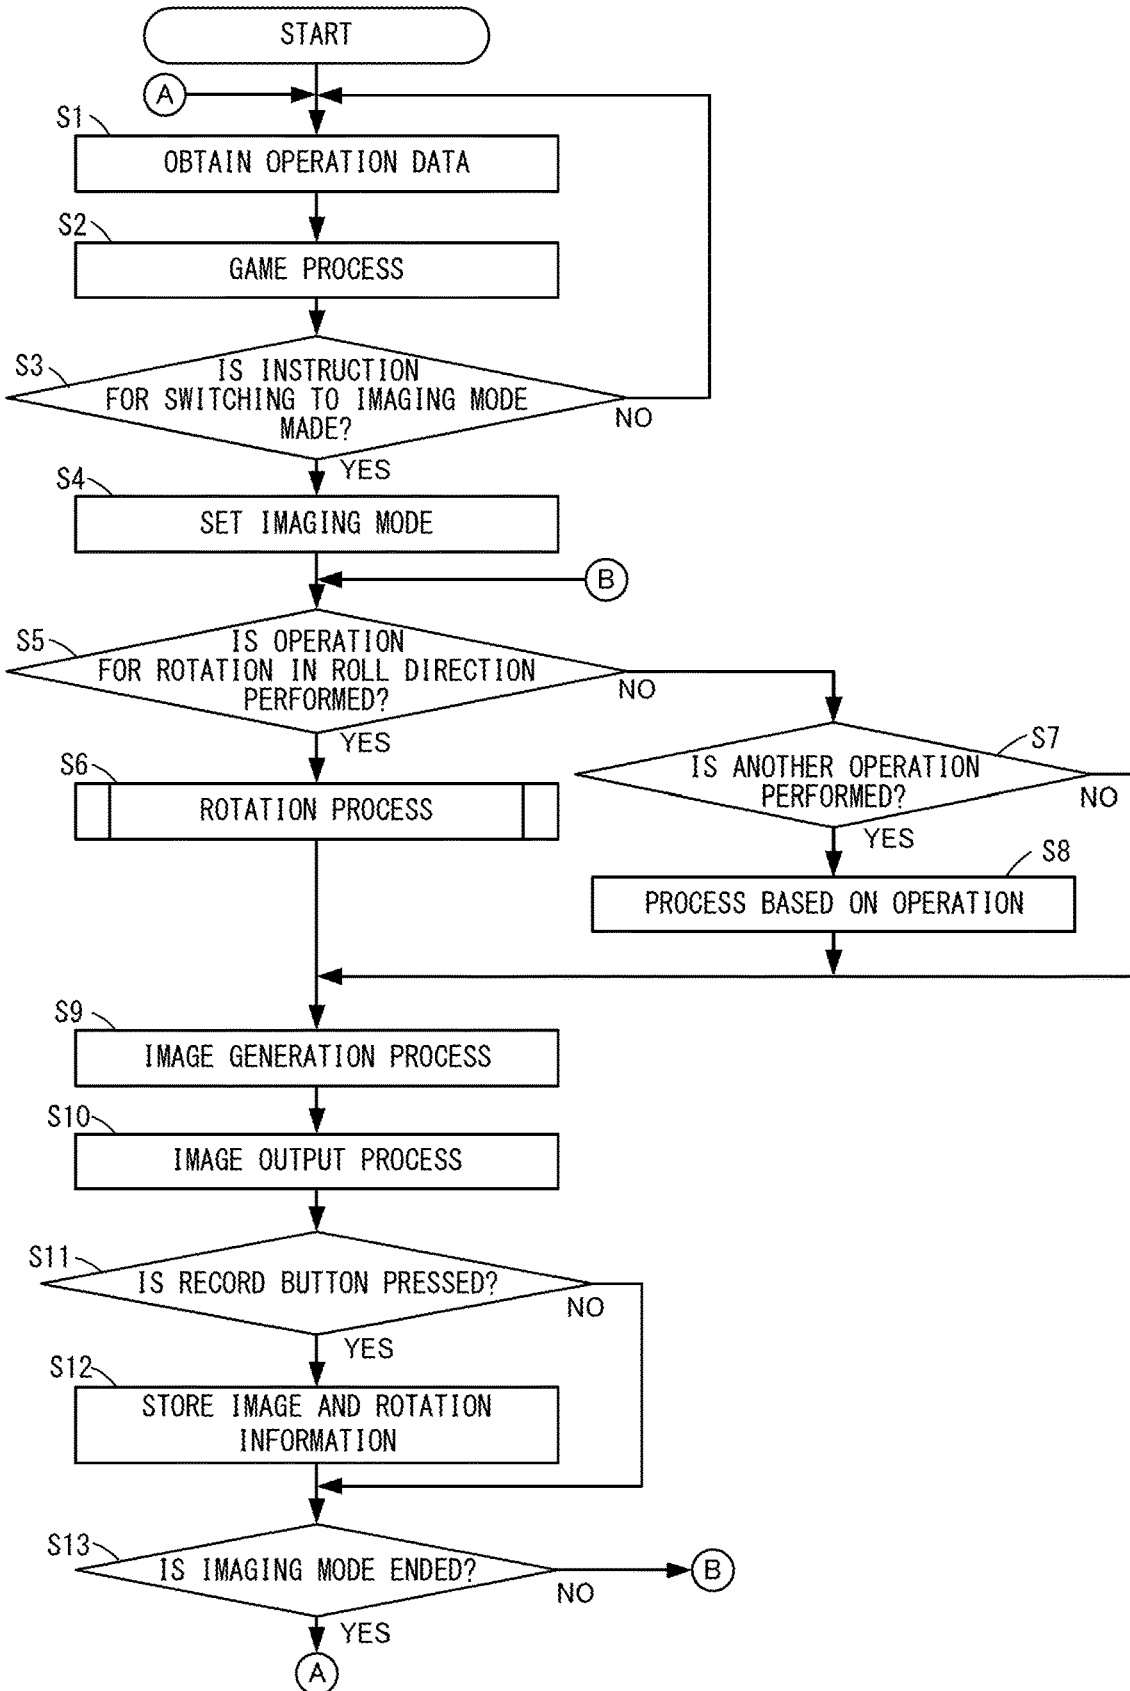 START
A
S1
OBTAIN OPERATION DATA
S2
GAME PROCESS
S3
IS INSTRUCTION
FOR SWITCHING TO IMAGING MODE
MADE?
NO
YES
S4
SET IMAGING MODE
B
S5
IS OPERATION
FOR ROTATION IN ROLL DIRECTION
PERFORMED?
NO
YES
S6
ROTATION PROCESS
S7
IS ANOTHER OPERATION
PERFORMED?
NO
YES
S8
PROCESS BASED ON OPERATION
S9
IMAGE GENERATION PROCESS
S10
IMAGE OUTPUT PROCESS
S11
IS RECORD BUTTON PRESSED?
NO
YES
S12
STORE IMAGE AND ROTATION
INFORMATION
S13
IS IMAGING MODE ENDED?
NO
B
YES
A